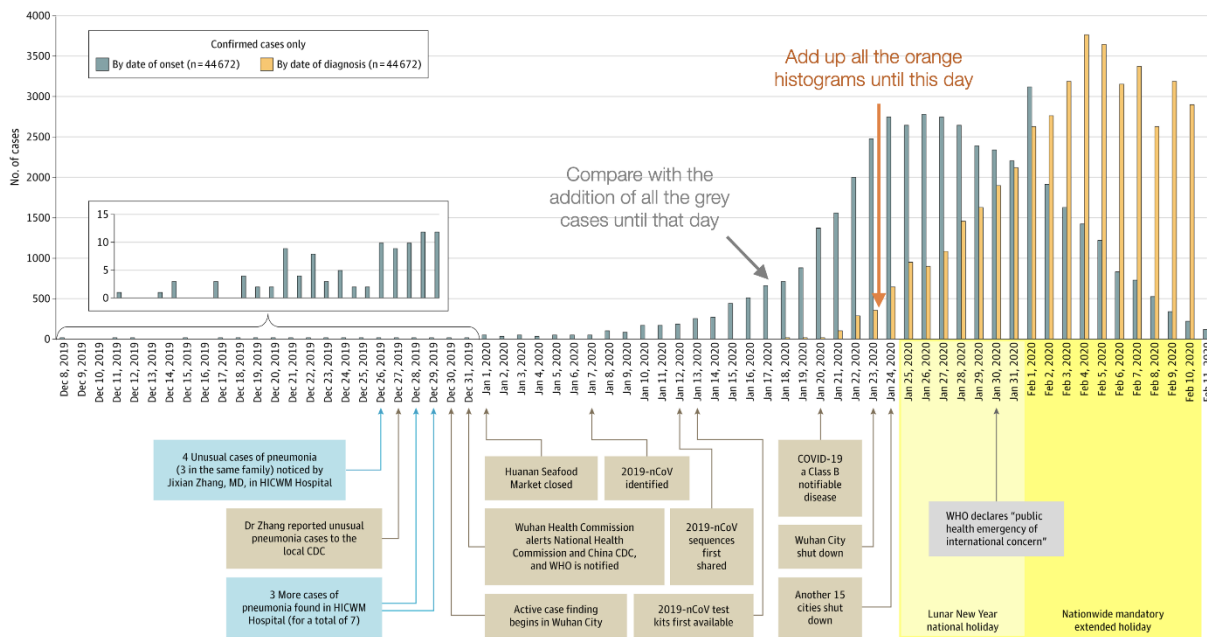 4000
3500
3000
2500
2000
1500
1000
500
0
No. of cases
Confirmed cases only
By date of onset (n=44 672)
By date of diagnosis (n=44 672)
Add up all the orange
histograms until this day
Compare with the
addition of all the grey
cases until that day
15
10
5
0
Dec 8, 2019
Dec 9, 2019
Dec 10, 2019
Dec 11, 2019
Dec 12, 2019
Dec 13, 2019
Dec 14, 2019
Dec 15, 2019
Dec 16, 2019
Dec 17, 2019
Dec 18, 2019
Dec 19, 2019
Dec 20, 2019
Dec 21, 2019
Dec 22, 2019
Dec 23, 2019
Dec 24, 2019
Dec 25, 2019
Dec 26, 2019
Dec 27, 2019
Dec 28, 2019
Dec 29, 2019
Dec 30, 2019
Dec 31, 2019
Jan 1, 2020
Jan 2, 2020
Jan 3, 2020
Jan 4, 2020
Jan 5, 2020
Jan 6, 2020
Jan 7, 2020
Jan 8, 2020
Jan 9, 2020
Jan 10, 2020
Jan 11, 2020
Jan 12, 2020
Jan 13, 2020
Jan 14, 2020
Jan 15, 2020
Jan 16, 2020
Jan 17, 2020
Jan 18, 2020
Jan 19, 2020
Jan 20, 2020
Jan 21, 2020
Jan 22, 2020
Jan 23, 2020
Jan 24, 2020
Jan 25, 2020
Jan 26, 2020
Jan 27, 2020
Jan 28, 2020
Jan 29, 2020
Jan 30, 2020
Jan 31, 2020
Feb 1, 2020
Feb 2, 2020
Feb 3, 2020
Feb 4, 2020
Feb 5, 2020
Feb 6, 2020
Feb 7, 2020
Feb 8, 2020
Feb 9, 2020
Feb 10, 2020
Feb 11, 2020
4 Unusual cases of pneumonia
(3 in the same family) noticed by
Jixian Zhang, MD, in HICWM Hospital
Dr Zhang reported unusual
pneumonia cases to the
local CDC
3 More cases of
pneumonia found in HICWM
Hospital (for a total of 7)
Huanan Seafood
Market closed
2019-nCoV
identified
Wuhan Health Commission
alerts National Health
Commission and China CDC,
and WHO is notified
2019-nCoV
sequences
first
shared
Active case finding
begins in Wuhan City
2019-nCoV test
kits first available
COVID-19
a Class B
notifiable
disease
Wuhan City
shut down
Another 15
cities shut
down
WHO declares "public
health emergency of
international concern"
Lunar New Year
national holiday
Nationwide mandatory
extended holiday